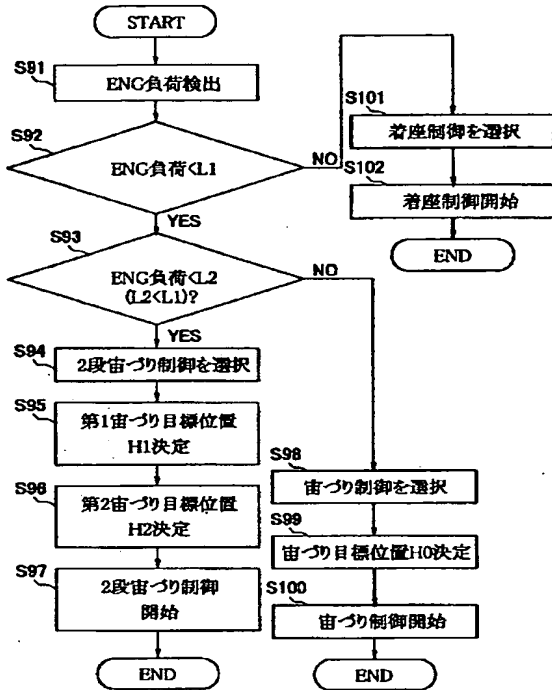 START
S91
ENG負荷検出
S92
ENG負荷<L1
NO
YES
S93
ENG負荷<L2
(L2<L1)?
NO
YES
S94
2段宙づり制御を選択
S95
第1宙づり目標位置
H1決定
S96
第2宙づり目標位置
H2決定
S97
2段宙づり制御
開始
END
S98
宙づり制御を選択
S99
宙づり目標位置H0決定
S100
宙づり制御開始
END
S101
着座制御を選択
S102
着座制御開始
END